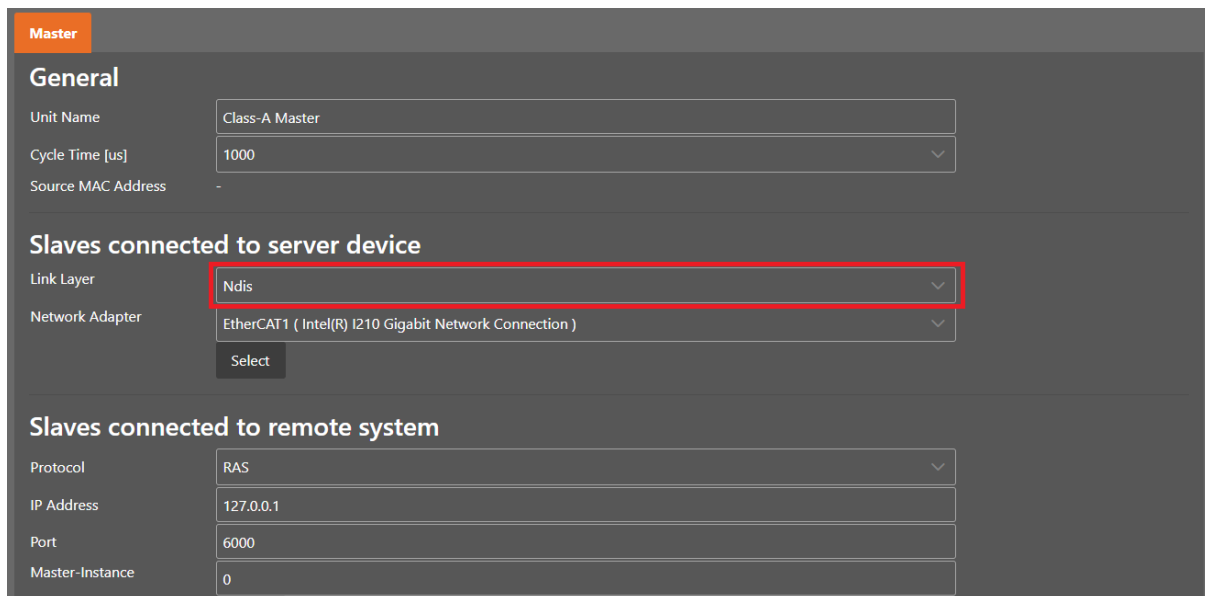 Master
General
Unit Name Class-A Master
Cycle Time [us] 1000
Source MAC Address -
Slaves connected to server device
Link Layer Ndis
Network Adapter EtherCAT1 ( Intel(R) I210 Gigabit Network Connection )
Select
Slaves connected to remote system
Protocol RAS
IP Address 127.0.0.1
Port 6000
Master-Instance 0